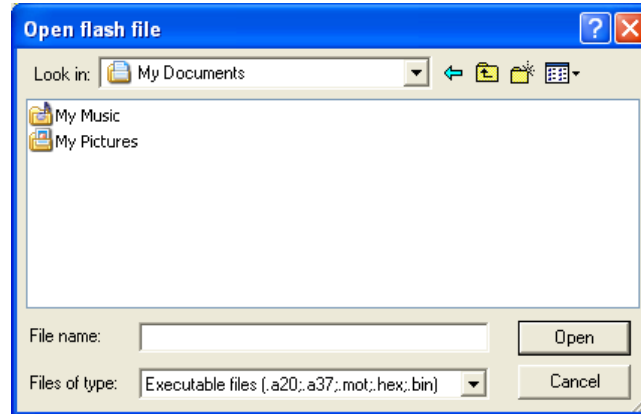 Open flash file
Look in: My Documents
My Music
My Pictures
File name:
Open
Files of type: Executable files (.a20;.a37;.mot;.hex;.bin)
Cancel